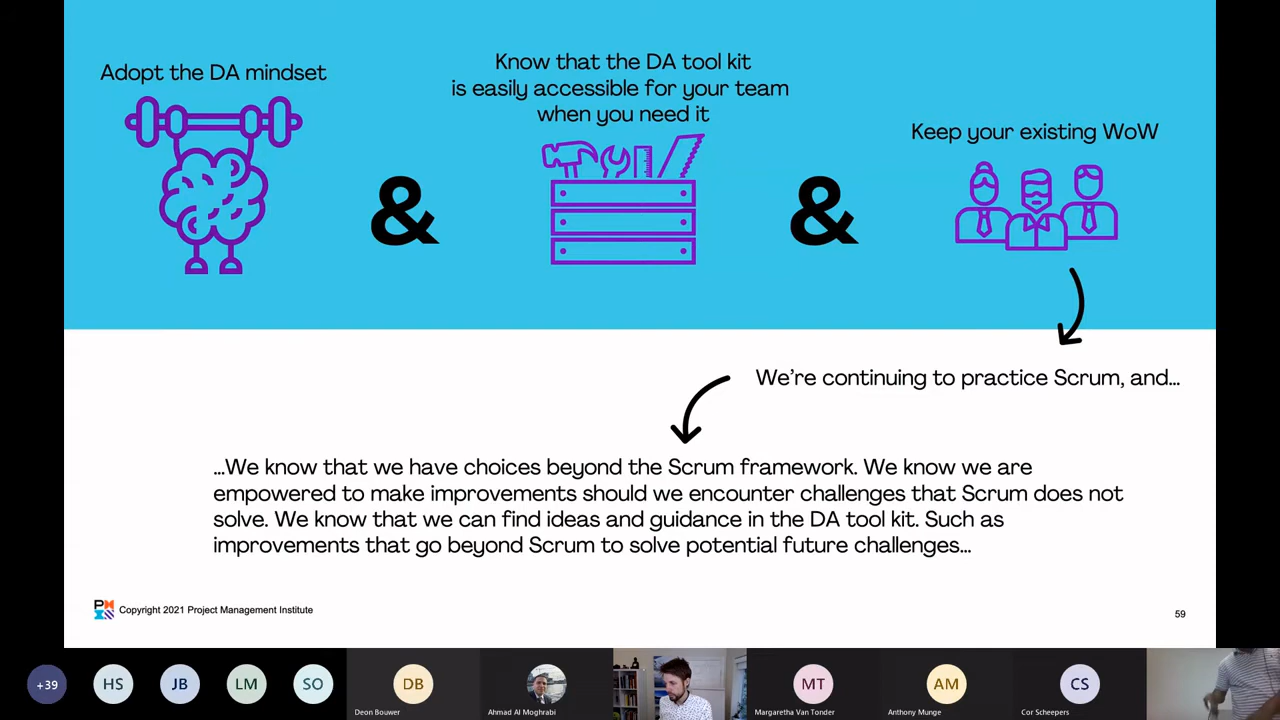 Adopt the DA mindset
Know that the DA tool kit
is easily accessible for your team
when you need it
Keep your existing WoW
&
&
We're continuing to practice Scrum, and...
...We know that we have choices beyond the Scrum framework. We know we are
empowered to make improvements should we encounter challenges that Scrum does not
solve. We know that we can find ideas and guidance in the DA tool kit. Such as
improvements that go beyond Scrum to solve potential future challenges...
Copyright 2021 Project Management Institute
59
+39
HS
JB
LM
SO
DB
Deon Bouwer
Ahmad Al Moghrabi
MT
Margaretha Van Tonder
AM
Anthony Munge
CS
Cor Scheepers